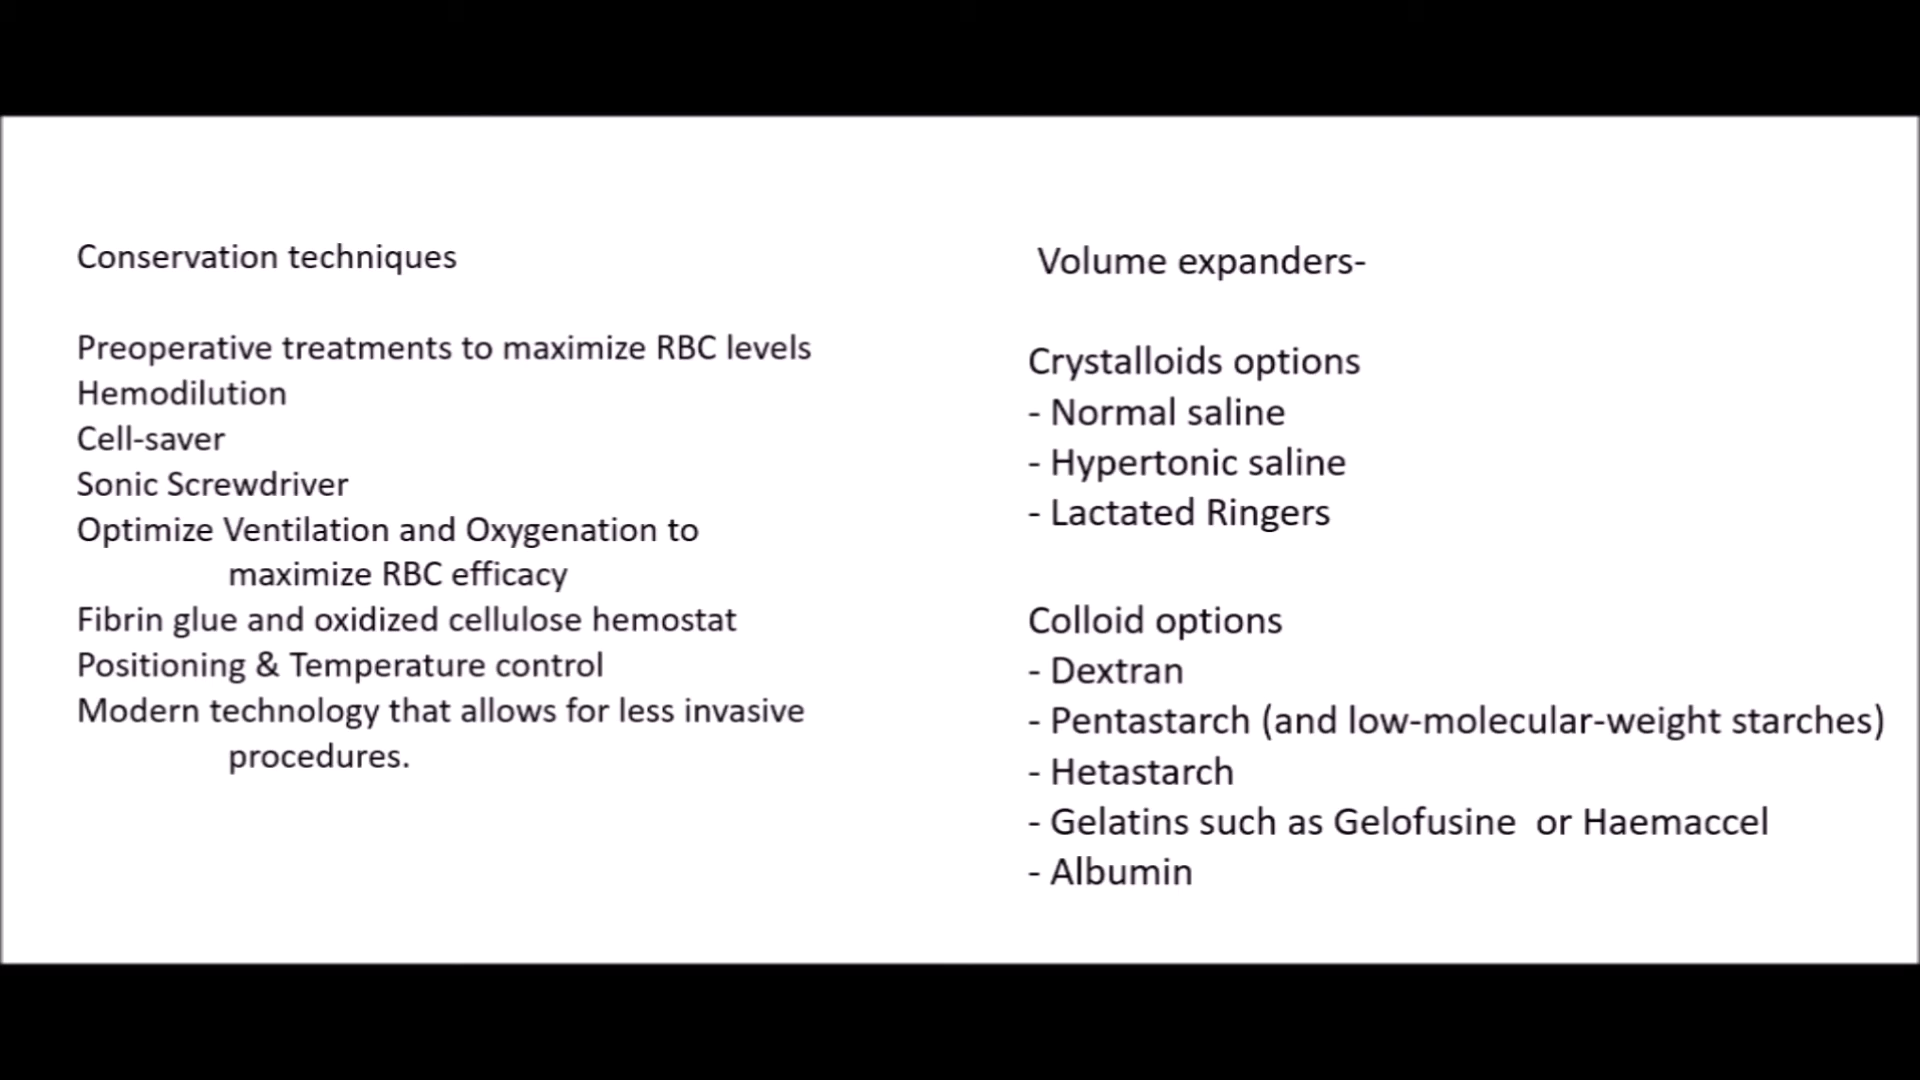 Conservation techniques
Preoperative treatments to maximize RBC levels
Hemodilution
Cell-saver
Sonic Screwdriver
Optimize Ventilation and Oxygenation to
maximize RBC efficacy
Fibrin glue and oxidized cellulose hemostat
Positioning & Temperature control
Modern technology that allows for less invasive
procedures.
Volume expanders-
Crystalloids options
- Normal saline
- Hypertonic saline
- Lactated Ringers
Colloid options
- Dextran
- Pentastarch (and low-molecular-weight starches)
- Hetastarch
- Gelatins such as Gelofusine  or Haemaccel
- Albumin